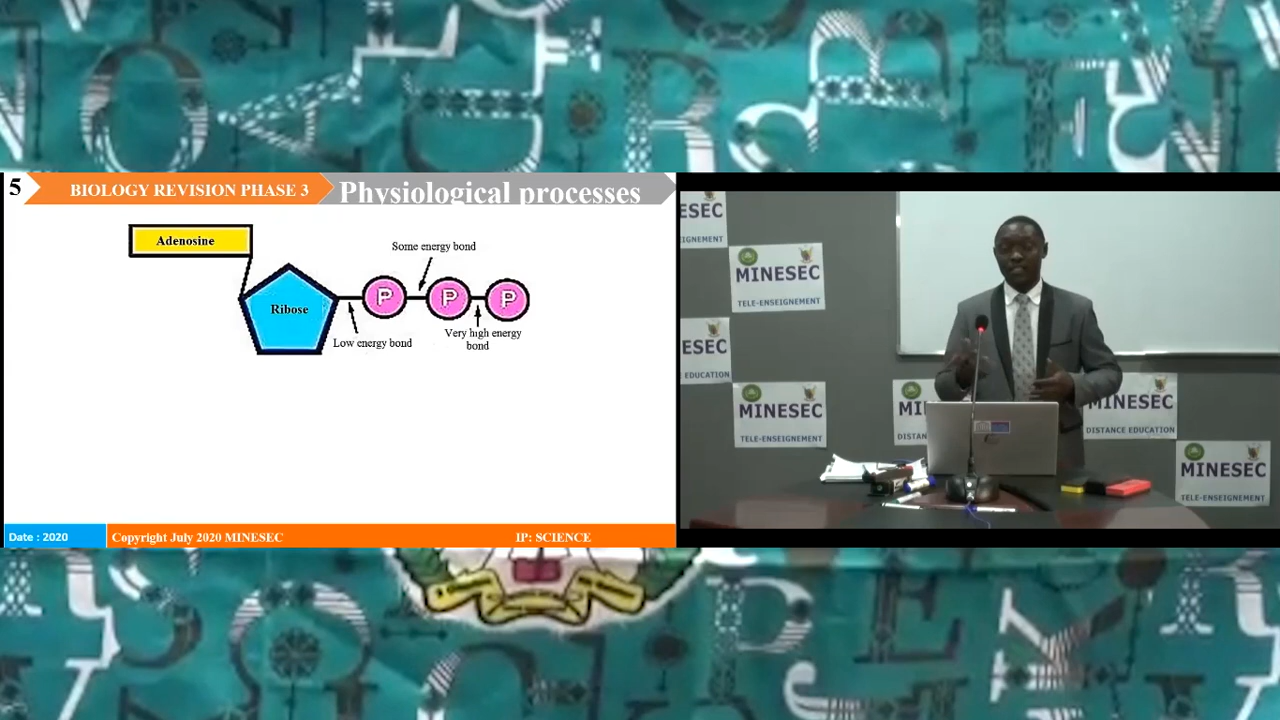 5
BIOLOGY REVISION PHASE 3
Physiological processes
Adenosine
Some energy bond
Ribose
P
P
P
Low energy bond
Very high energy
bond
Date : 2020
Copyright July 2020 MINESEC
IP: SCIENCE
ESEC
IGNEMENT
MINESEC
TELE-ENSEIGNEMENT
ESEC
EDUCATION
MINESEC
TELE-ENSEIGNEMENT
MI
DISTAN
MINESEC
DISTANCE EDUCATION
MINESEC
TELE-ENSEIGNEMENT